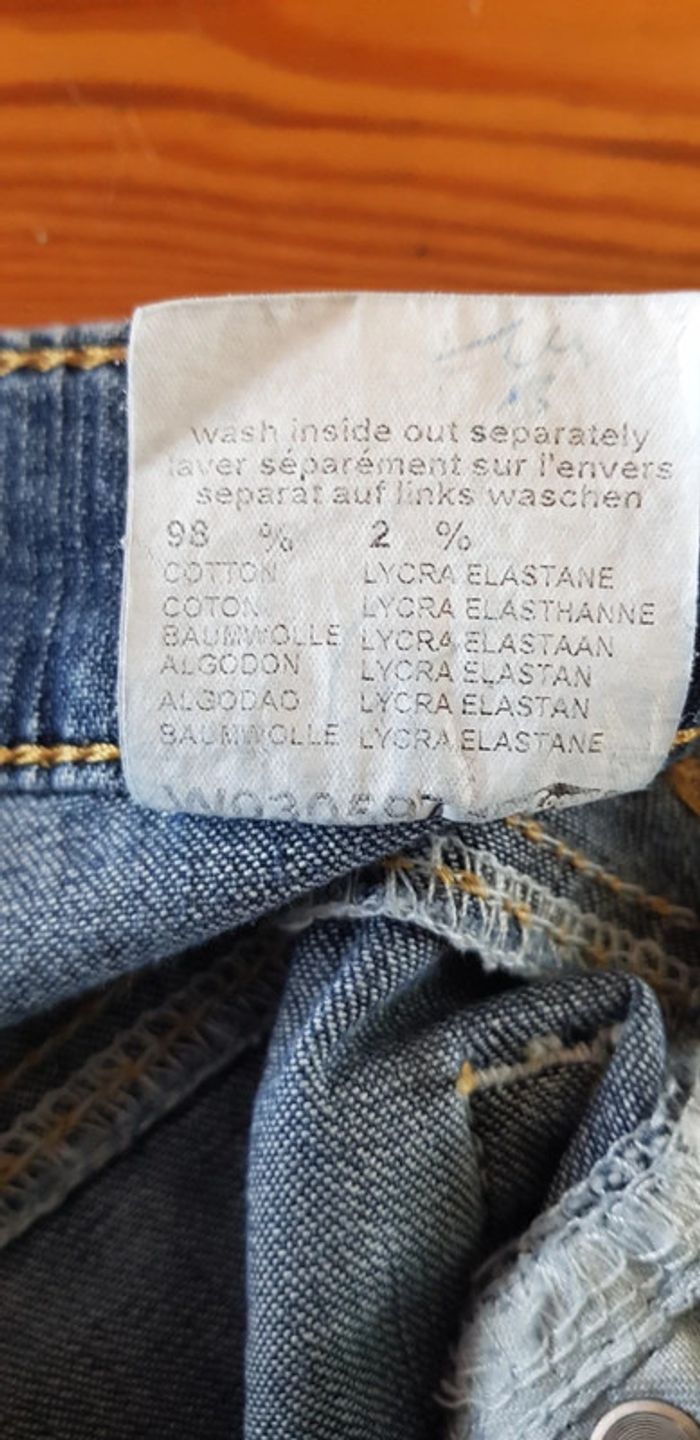 wash inside out separately
laver séparément sur l'envers
separat auf links waschen
98 % 2 %
COTTON LYCRA ELASTANE
COTON LYCRA ELASTHANNE
BAUMWOLLE LYCRA ELASTAAN
ALGODON LYCRA ELASTAN
ALGODAO LYCRA ELASTAN
BAUMWOLLE LYCRA ELASTANE